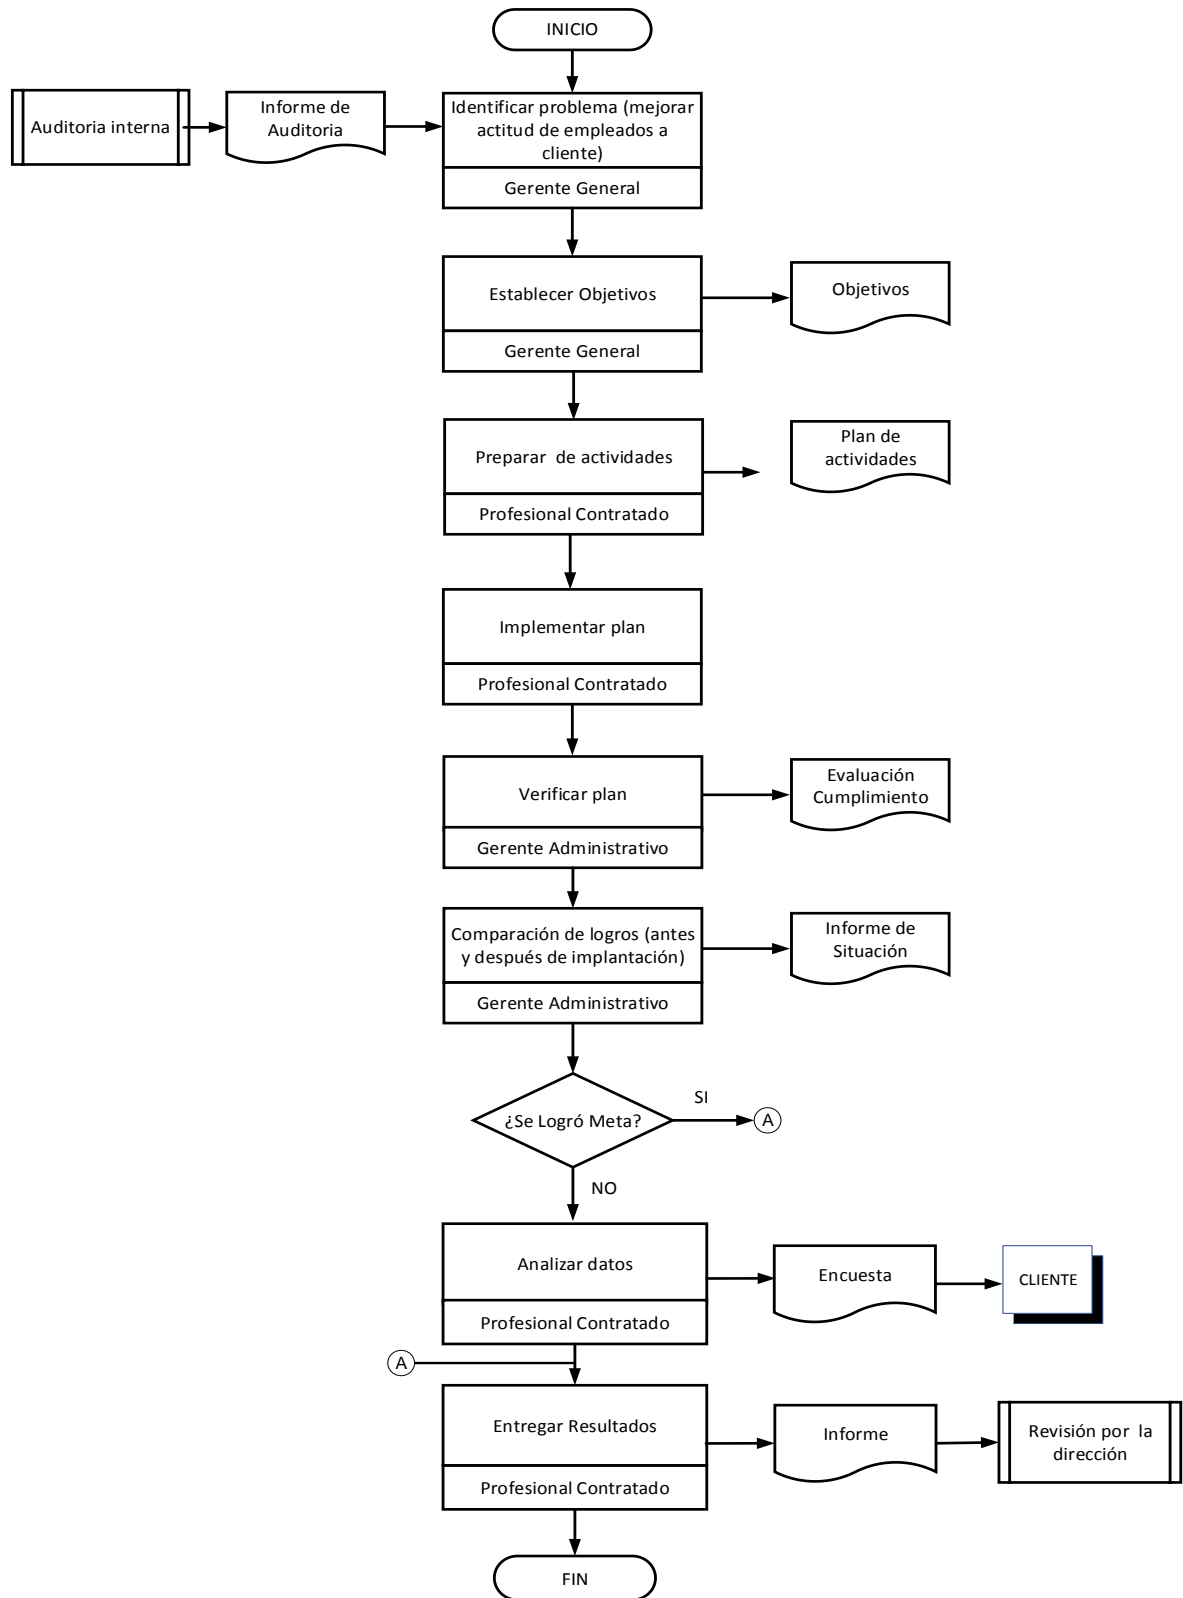 INICIO
Auditoria interna
Informe de
Auditoria
Identificar problema (mejorar
actitud de empleados a
cliente)
Gerente General
Establecer Objetivos
Gerente General
Objetivos
Preparar  de actividades
Profesional Contratado
Plan de
actividades
Implementar plan
Profesional Contratado
Verificar plan
Gerente Administrativo
Evaluación
Cumplimiento
Comparación de logros (antes
y después de implantación)
Gerente Administrativo
Informe de
Situación
¿Se Logró Meta?
SI
A
NO
Analizar datos
Profesional Contratado
Encuesta
CLIENTE
A
Entregar Resultados
Profesional Contratado
Informe
Revisión por  la
dirección
FIN